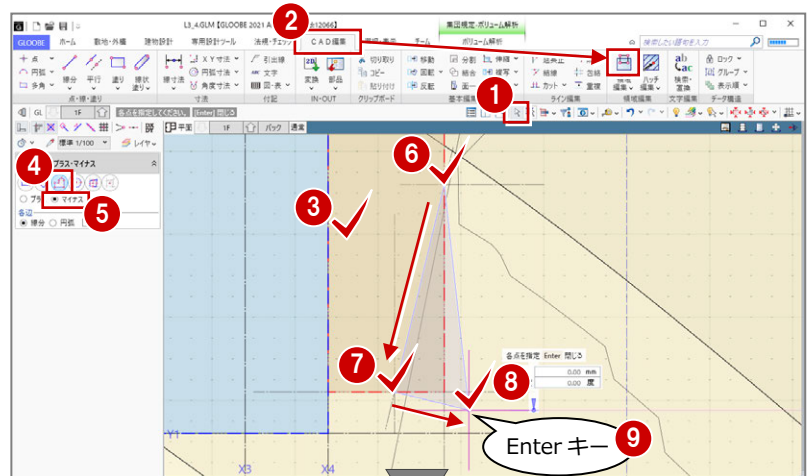 L3_4.GLM【GLOOBE 2021 A
集団規定-ボリューム解析
GLOOBE
ホーム
敷地・外構
建物設計
専用設計ツール
法規・チェック
CAD編集
チーム
ボリューム解析
検索したい語句を入力
点
円弧
多角
線分
平行
塗り
線状塗り
点・線・塗り
線寸法
XY寸法
円弧寸法
角度寸法
寸法
引出線
文字
図・表
付記
変換
部品
IN-OUT
切り取り
コピー
貼り付け
クリップボード
移動
回転
反転
分割
結合
伸縮
複写
基本編集
結線
カット
包絡
重複
ライン編集
編集
ハッチ編集
領域編集
検索・置換
文字編集
ロック
グループ
表示順
データ構造
GL
1F
各点を指定してください。 [Enter] 閉じる
標準 1/100
レイヤ
平面
1F
バック
通常
プラス・マイナス
マイナス
各辺
線分
円弧
1
2
3
4
5
6
7
8
9
各点を指定 Enter 閉じる
0.00 mm
0.00 度
Enter キー
Y1
X3
X4